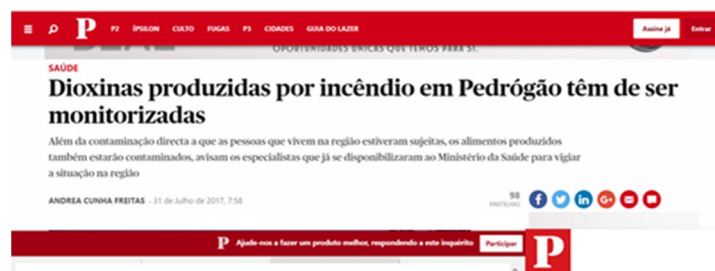 P P2 ÍPSILON CULTO FUGAS P3 CIDADES GUIA DO LAZER Assine já Entrar
OPORTUNIDADES ÚNICAS QUE TEMOS PARA SI.
SAÚDE
Dioxinas produzidas por incêndio em Pedrógão têm de ser
monitorizadas
Além da contaminação directa a que as pessoas que vivem na região estiveram sujeitas, os alimentos produzidos
também estarão contaminados, avisam os especialistas que já se disponibilizaram ao Ministério da Saúde para vigiar
a situação na região
98
ANDREA CUNHA FREITAS - 31 de Julho de 2017, 7:58 PARTILHAS
P Ajude-nos a fazer um produto melhor, respondendo a este inquérito Participar P